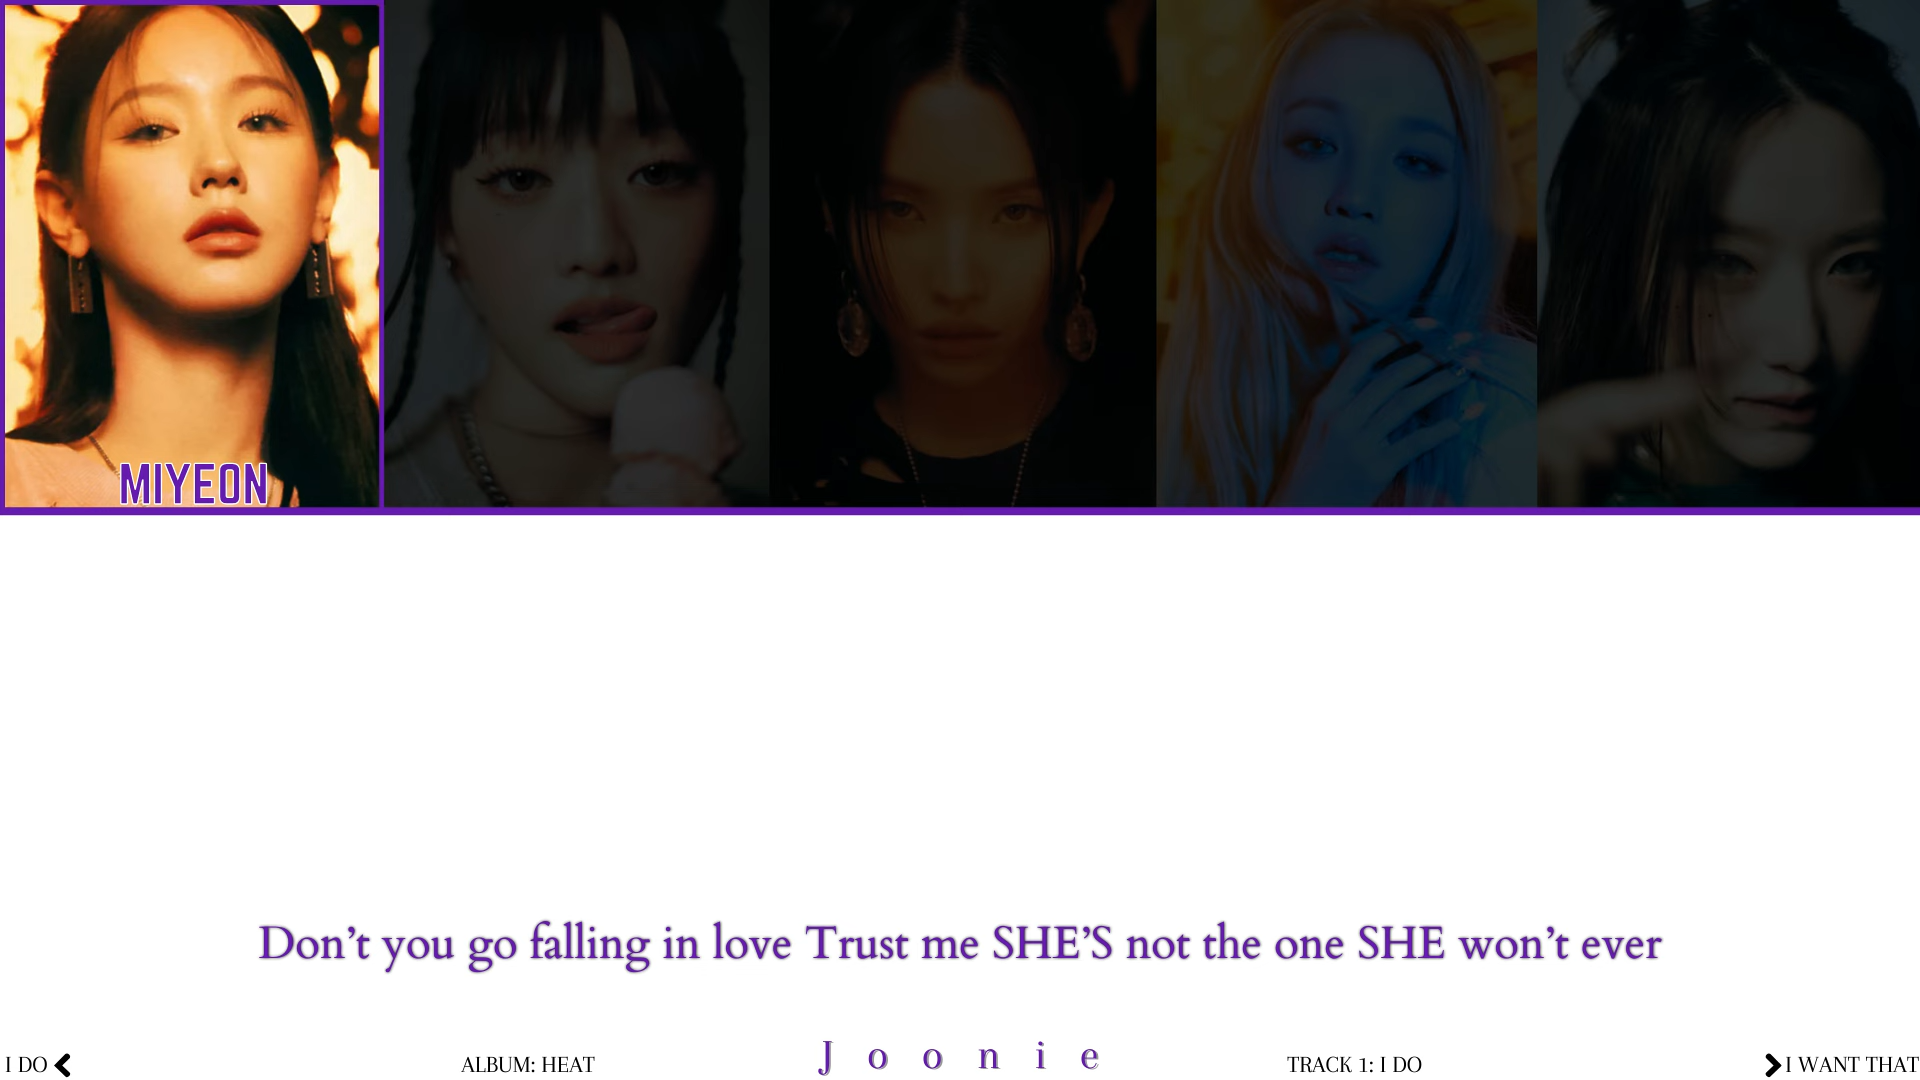 MIYEON
Don’t you go falling in love Trust me SHE’S not the one SHE won’t ever
I DO
ALBUM: HEAT
Joonie
TRACK 1: I DO
I WANT THAT